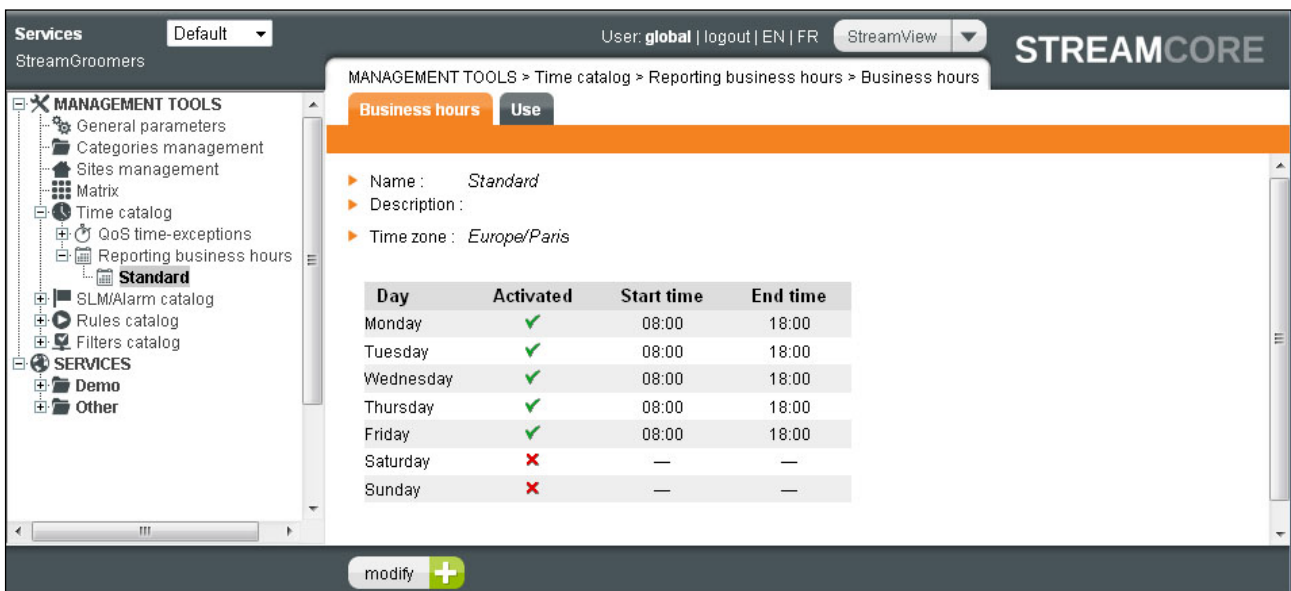 Services Default
StreamGroomers
User: global | logout | EN | FR StreamView
STREAMCORE
MANAGEMENT TOOLS > Time catalog > Reporting business hours > Business hours
MANAGEMENT TOOLS
General parameters
Categories management
Sites management
Matrix
Time catalog
QoS time-exceptions
Reporting business hours
Standard
SLM/Alarm catalog
Rules catalog
Filters catalog
SERVICES
Demo
Other
Business hours Use
Name : Standard
Description :
Time zone : Europe/Paris
Day Activated Start time End time
Monday 08:00 18:00
Tuesday 08:00 18:00
Wednesday 08:00 18:00
Thursday 08:00 18:00
Friday 08:00 18:00
Saturday — —
Sunday — —
modify